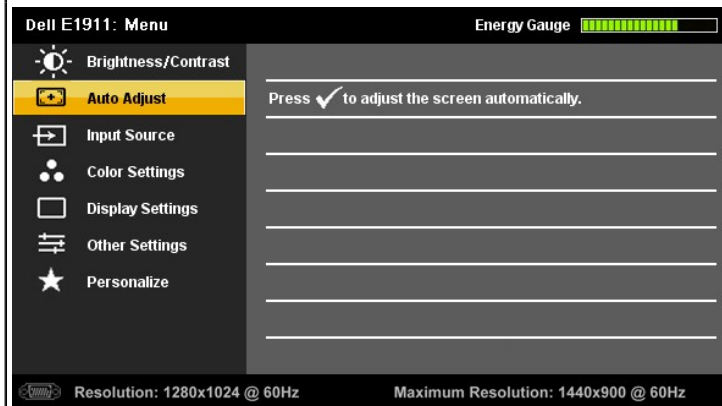 Dell E1911: Menu
Energy Gauge
Brightness/Contrast
Auto Adjust
Press ✓ to adjust the screen automatically.
Input Source
Color Settings
Display Settings
Other Settings
Personalize
Resolution: 1280x1024 @ 60Hz
Maximum Resolution: 1440x900 @ 60Hz